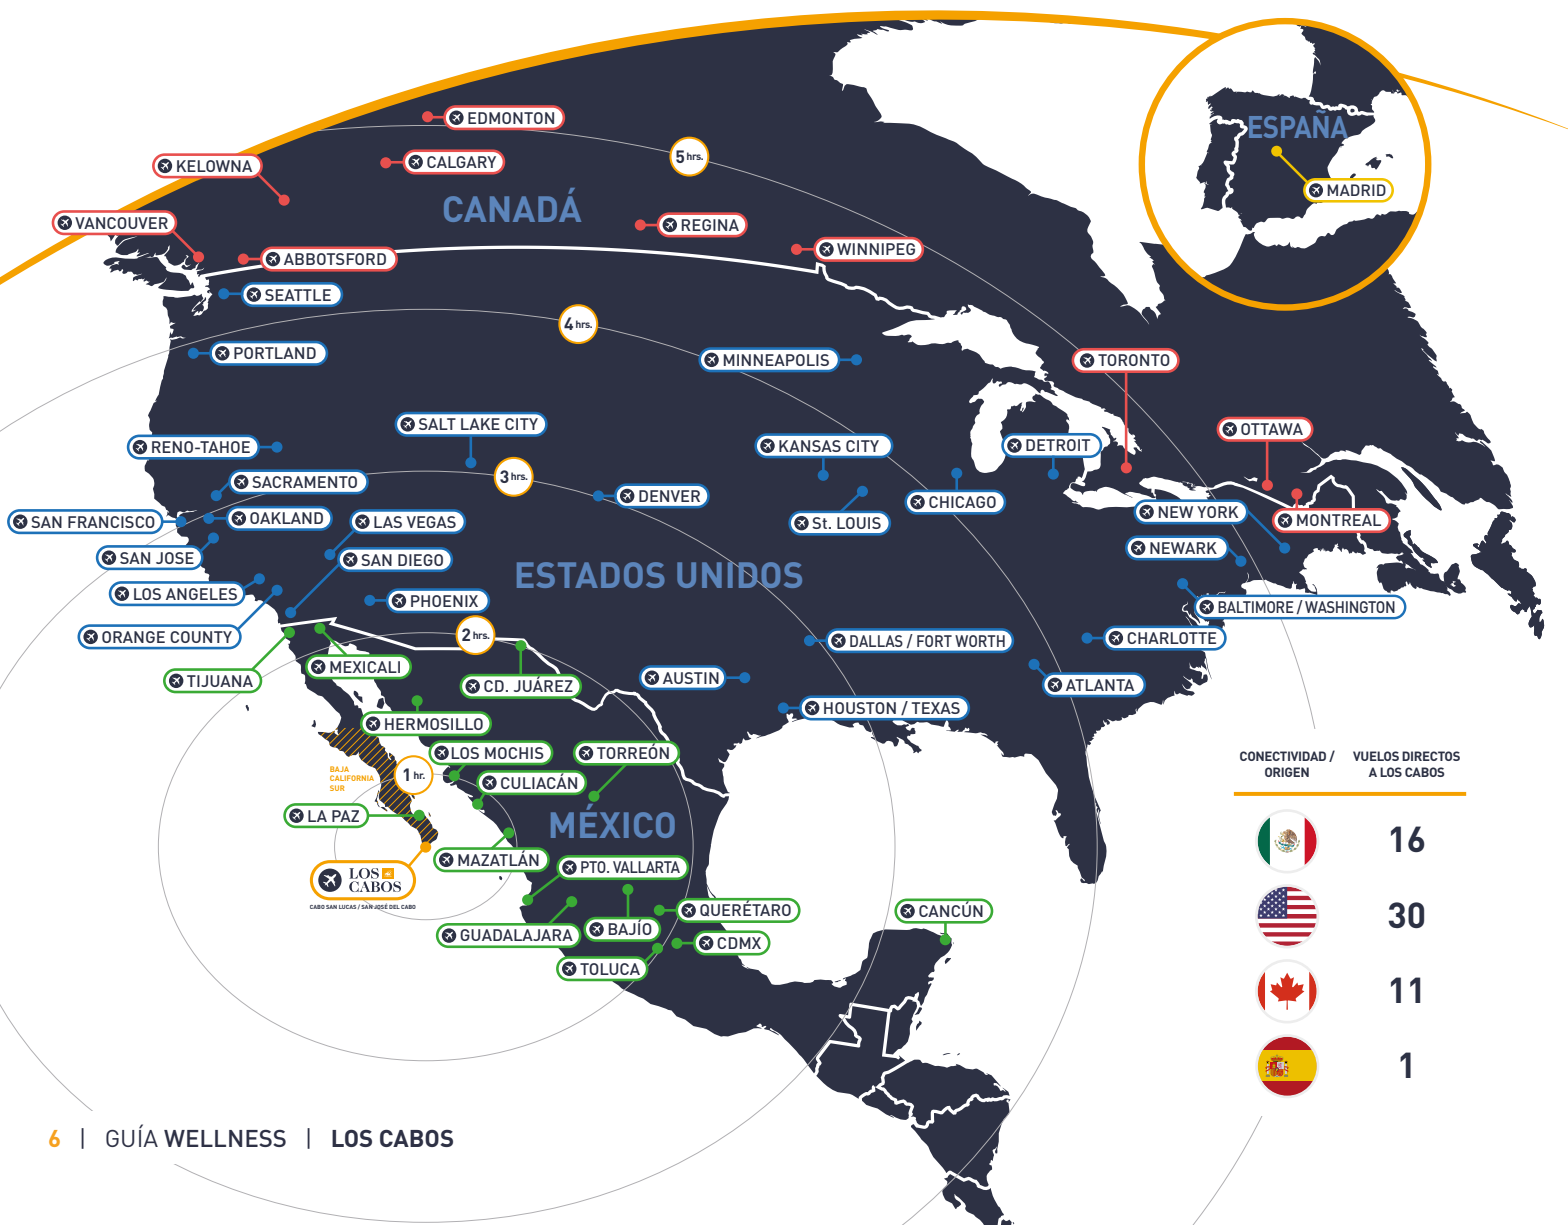 EDMONTON
5 hrs.
CALGARY
KELOWNA
CANADÁ
VANCOUVER
REGINA
WINNIPEG
ABBOTSFORD
ESPAÑA
MADRID
SEATTLE
4 hrs.
PORTLAND
MINNEAPOLIS
TORONTO
SALT LAKE CITY
RENO-TAHOE
KANSAS CITY
DETROIT
OTTAWA
3 hrs.
SACRAMENTO
DENVER
CHICAGO
SAN FRANCISCO
OAKLAND
LAS VEGAS
St. LOUIS
NEW YORK
MONTREAL
SAN JOSE
SAN DIEGO
NEWARK
ESTADOS UNIDOS
LOS ANGELES
PHOENIX
BALTIMORE / WASHINGTON
ORANGE COUNTY
2 hrs.
DALLAS / FORT WORTH
CHARLOTTE
TIJUANA
MEXICALI
CD. JUÁREZ
AUSTIN
ATLANTA
HOUSTON / TEXAS
HERMOSILLO
LOS MOCHIS
TORREÓN
BAJA
CALIFORNIA
SUR
1 hr.
CULIACÁN
LA PAZ
MÉXICO
MAZATLÁN
LOS
CABOS
CABO SAN LUCAS / SAN JOSÉ DEL CABO
PTO. VALLARTA
QUERÉTARO
CANCÚN
GUADALAJARA
BAJÍO
CDMX
TOLUCA
CONECTIVIDAD /
ORIGEN
VUELOS DIRECTOS
A LOS CABOS
16
30
11
1
6 | GUÍA WELLNESS | LOS CABOS